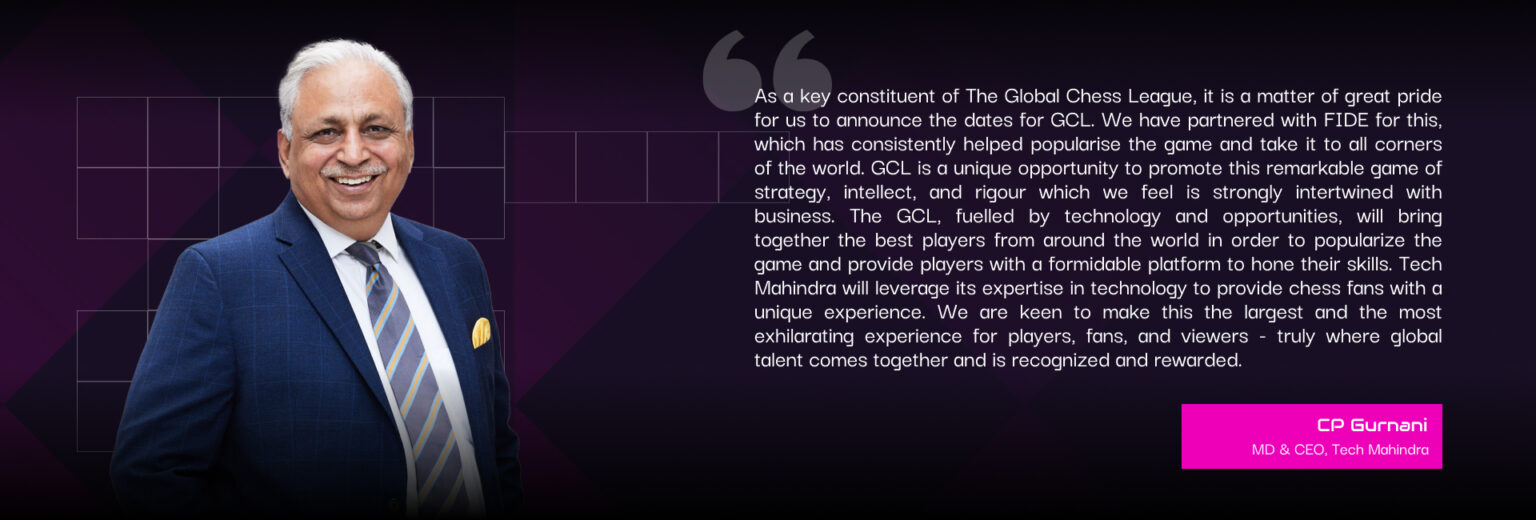 “
As a key constituent of The Global Chess League, it is a matter of great pride
for us to announce the dates for GCL. We have partnered with FIDE for this,
which has consistently helped popularise the game and take it to all corners
of the world. GCL is a unique opportunity to promote this remarkable game of
strategy, intellect, and rigour which we feel is strongly intertwined with
business. The GCL, fuelled by technology and opportunities, will bring
together the best players from around the world in order to popularize the
game and provide players with a formidable platform to hone their skills. Tech
Mahindra will leverage its expertise in technology to provide chess fans with a
unique experience. We are keen to make this the largest and the most
exhilarating experience for players, fans, and viewers - truly where global
talent comes together and is recognized and rewarded.
CP Gurnani
MD & CEO, Tech Mahindra